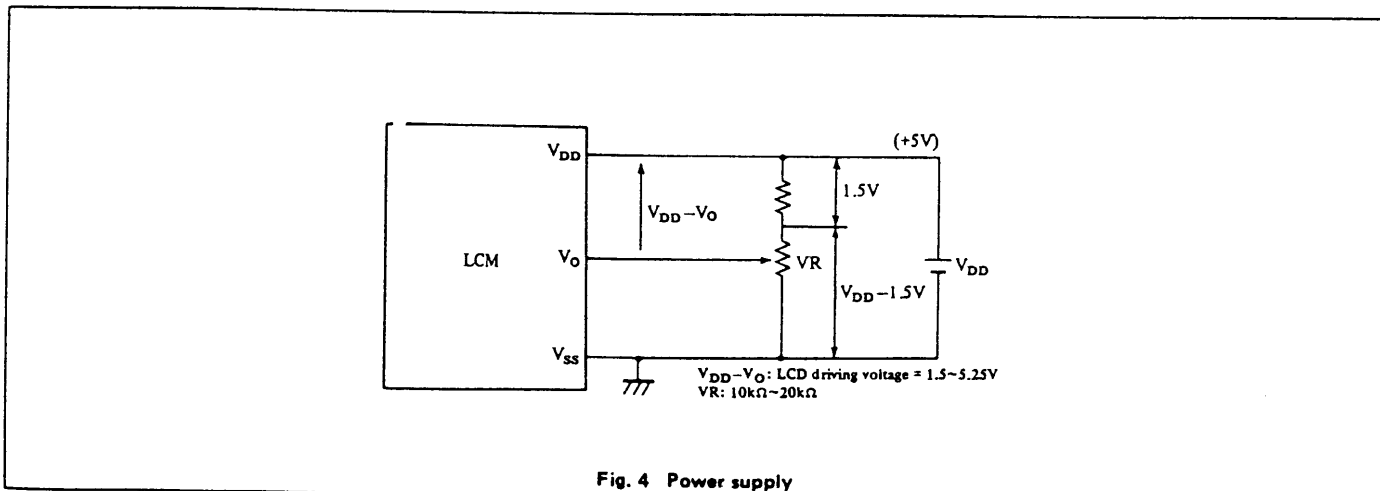 (+5V)
V_DD
1.5V
V_DD–V_O
LCM
V_O
VR
V_DD
V_DD–1.5V
V_SS
V_DD–V_O: LCD driving voltage = 1.5~5.25V
VR: 10kΩ~20kΩ
Fig. 4 Power supply